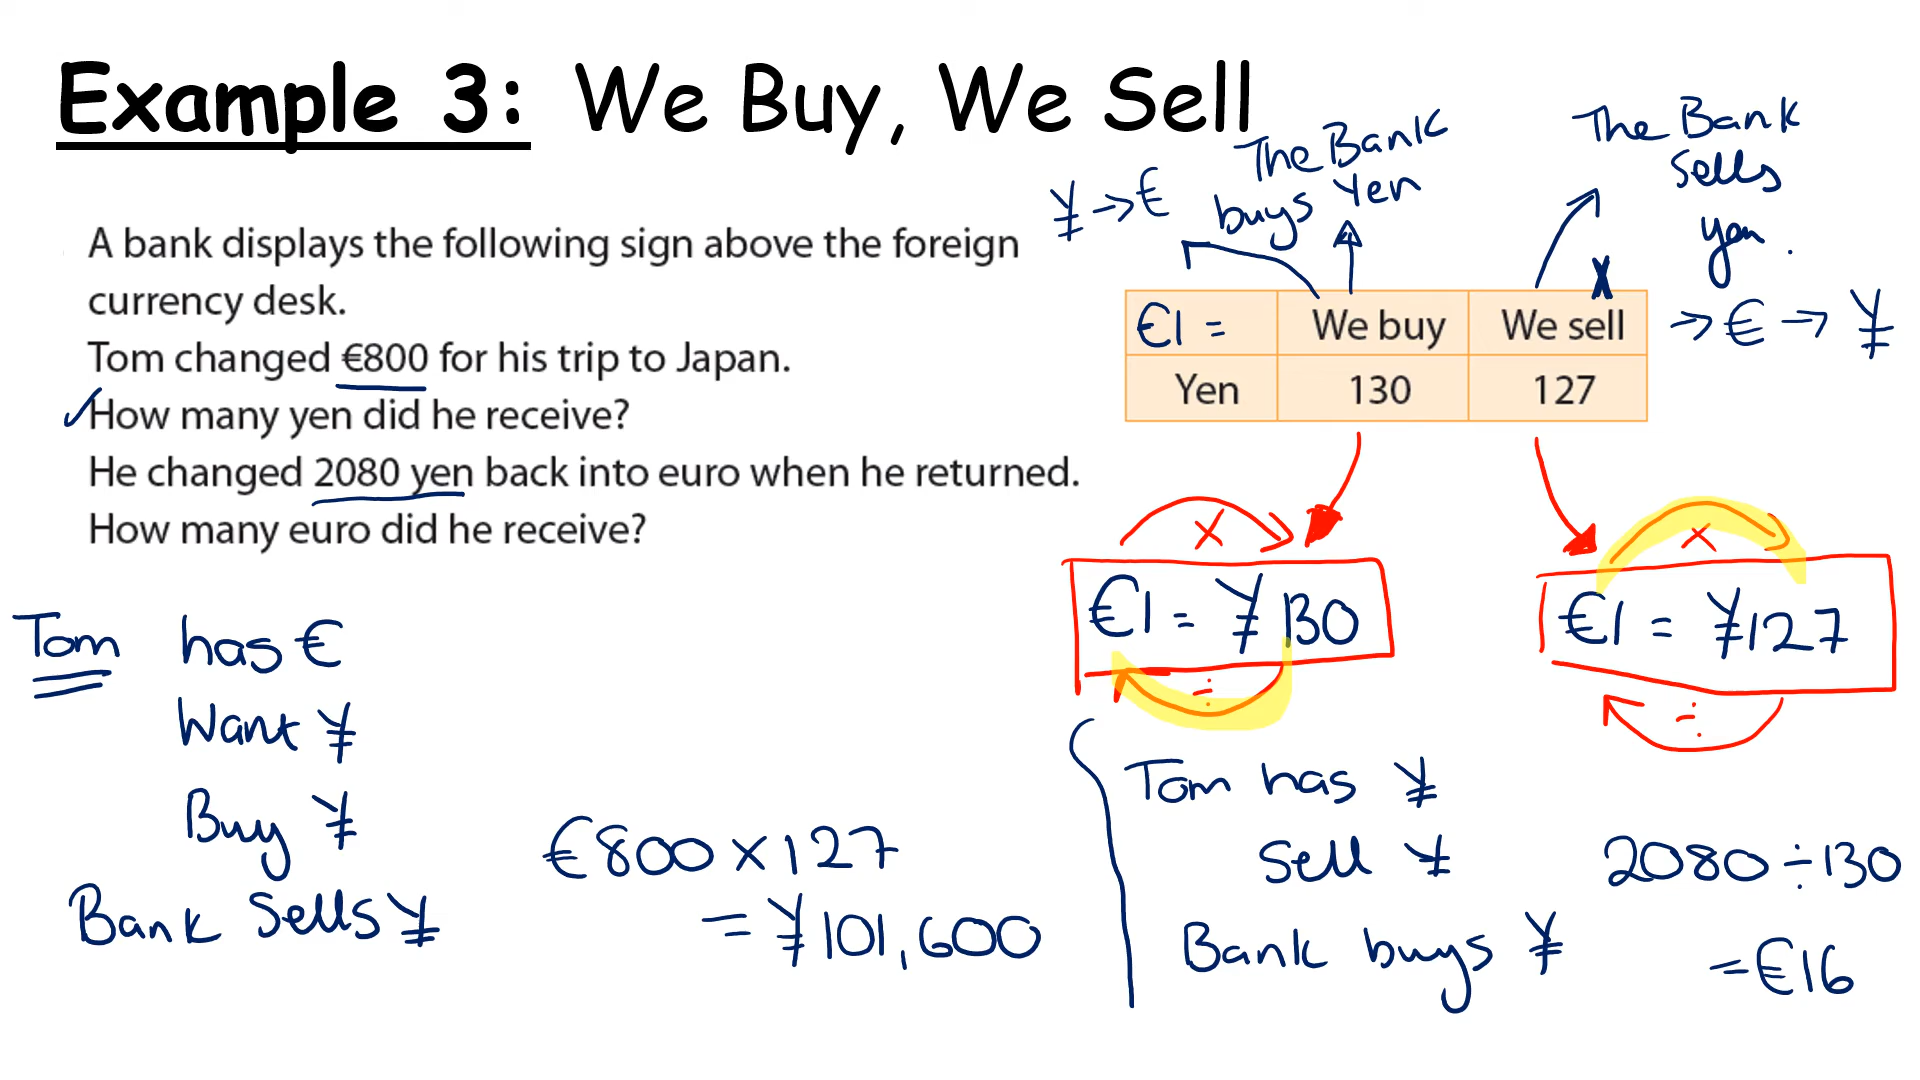 Example 3: We Buy, We Sell
The Bank
buys Yen
¥ → €
The Bank
Sells
yen.
A bank displays the following sign above the foreign
currency desk.
Tom changed €800 for his trip to Japan.
✓How many yen did he receive?
He changed 2080 yen back into euro when he returned.
How many euro did he receive?
€1 = We buy We sell
Yen 130 127
→ € → ¥
x
€1 = ¥130
÷
x
€1 = ¥127
÷
Tom has €
Want ¥
Buy ¥
Bank Sells ¥
€800 × 127
= ¥101,600
Tom has ¥
Sell ¥
Bank buys ¥
2080 ÷ 130
= €16